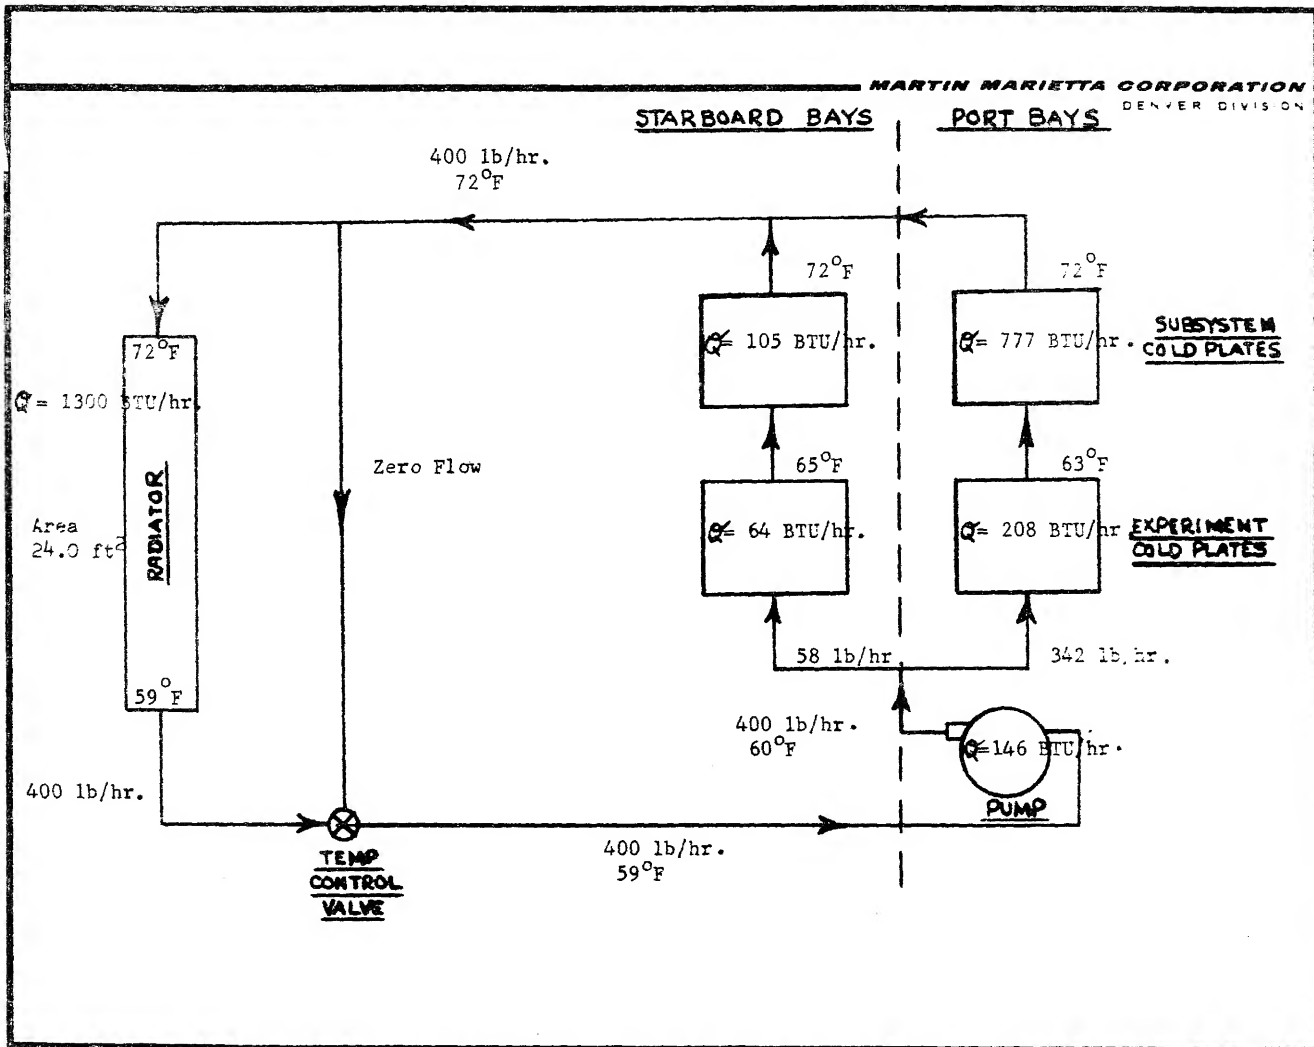 MARTIN MARIETTA CORPORATION
DENVER DIVISION
STARBOARD BAYS
PORT BAYS
400 lb/hr.
72°F
72°F
72°F
72°F
Q = 1300 BTU/hr.
Q = 105 BTU/hr.
Q = 777 BTU/hr.
SUBSYSTEM
COLD PLATES
Zero Flow
65°F
63°F
RADIATOR
Area
24.0 ft²
Q = 64 BTU/hr.
Q = 208 BTU/hr
EXPERIMENT
COLD PLATES
58 lb/hr
342 lb/hr.
59°F
400 lb/hr.
60°F
Q=146 BTU/hr.
PUMP
400 lb/hr.
TEMP
CONTROL
VALVE
400 lb/hr.
59°F